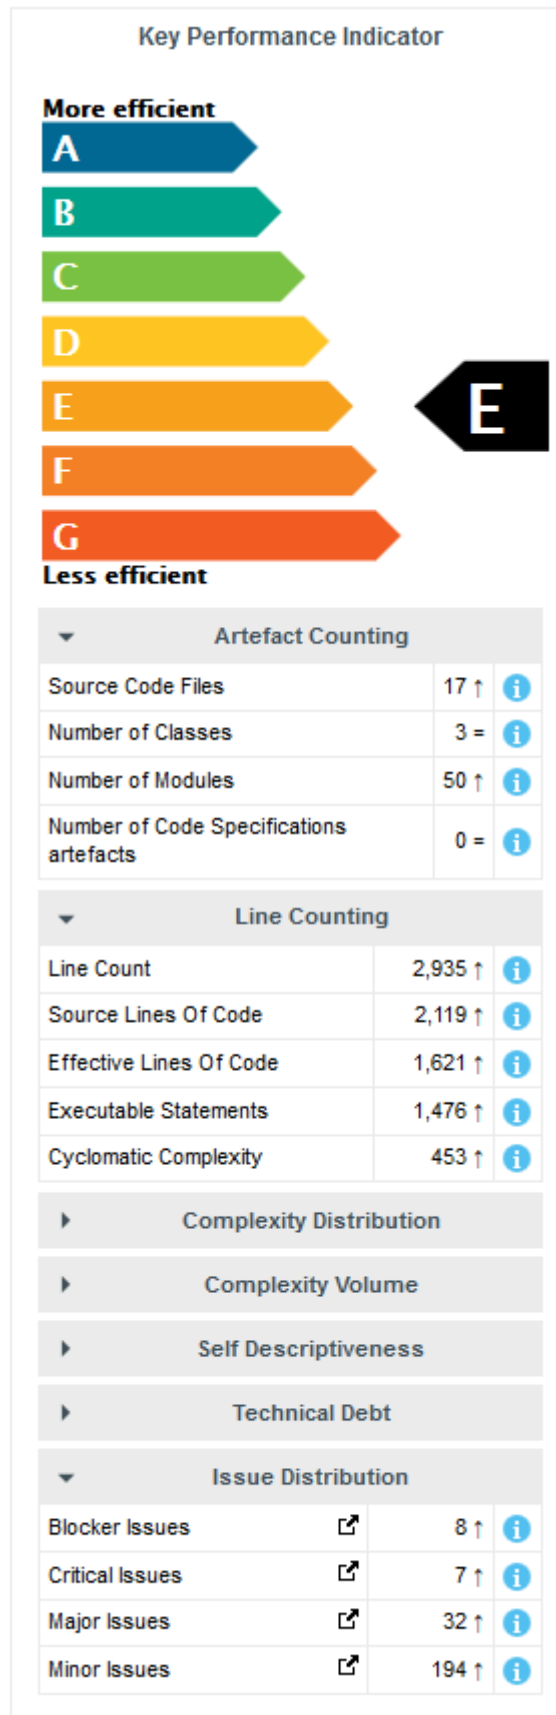 Key Performance Indicator
More efficient
A
B
C
D
E
E
F
G
Less efficient
Artefact Counting
Source Code Files 17 ↑
Number of Classes 3 =
Number of Modules 50 ↑
Number of Code Specifications
artefacts 0 =
Line Counting
Line Count 2,935 ↑
Source Lines Of Code 2,119 ↑
Effective Lines Of Code 1,621 ↑
Executable Statements 1,476 ↑
Cyclomatic Complexity 453 ↑
Complexity Distribution
Complexity Volume
Self Descriptiveness
Technical Debt
Issue Distribution
Blocker Issues 8 ↑
Critical Issues 7 ↑
Major Issues 32 ↑
Minor Issues 194 ↑